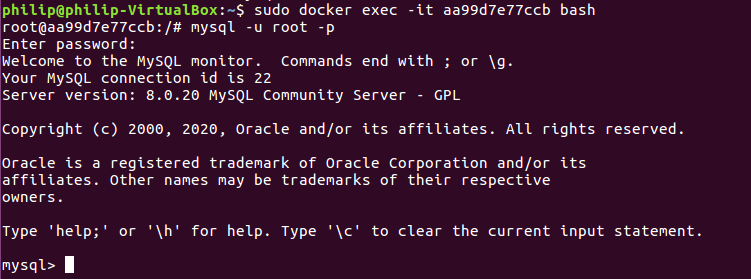 philip@philip-VirtualBox:~$ sudo docker exec -it aa99d7e77ccb bash
root@aa99d7e77ccb:/# mysql -u root -p
Enter password:
Welcome to the MySQL monitor.  Commands end with ; or \g.
Your MySQL connection id is 22
Server version: 8.0.20 MySQL Community Server - GPL

Copyright (c) 2000, 2020, Oracle and/or its affiliates. All rights reserved.

Oracle is a registered trademark of Oracle Corporation and/or its
affiliates. Other names may be trademarks of their respective
owners.

Type 'help;' or '\h' for help. Type '\c' to clear the current input statement.

mysql>